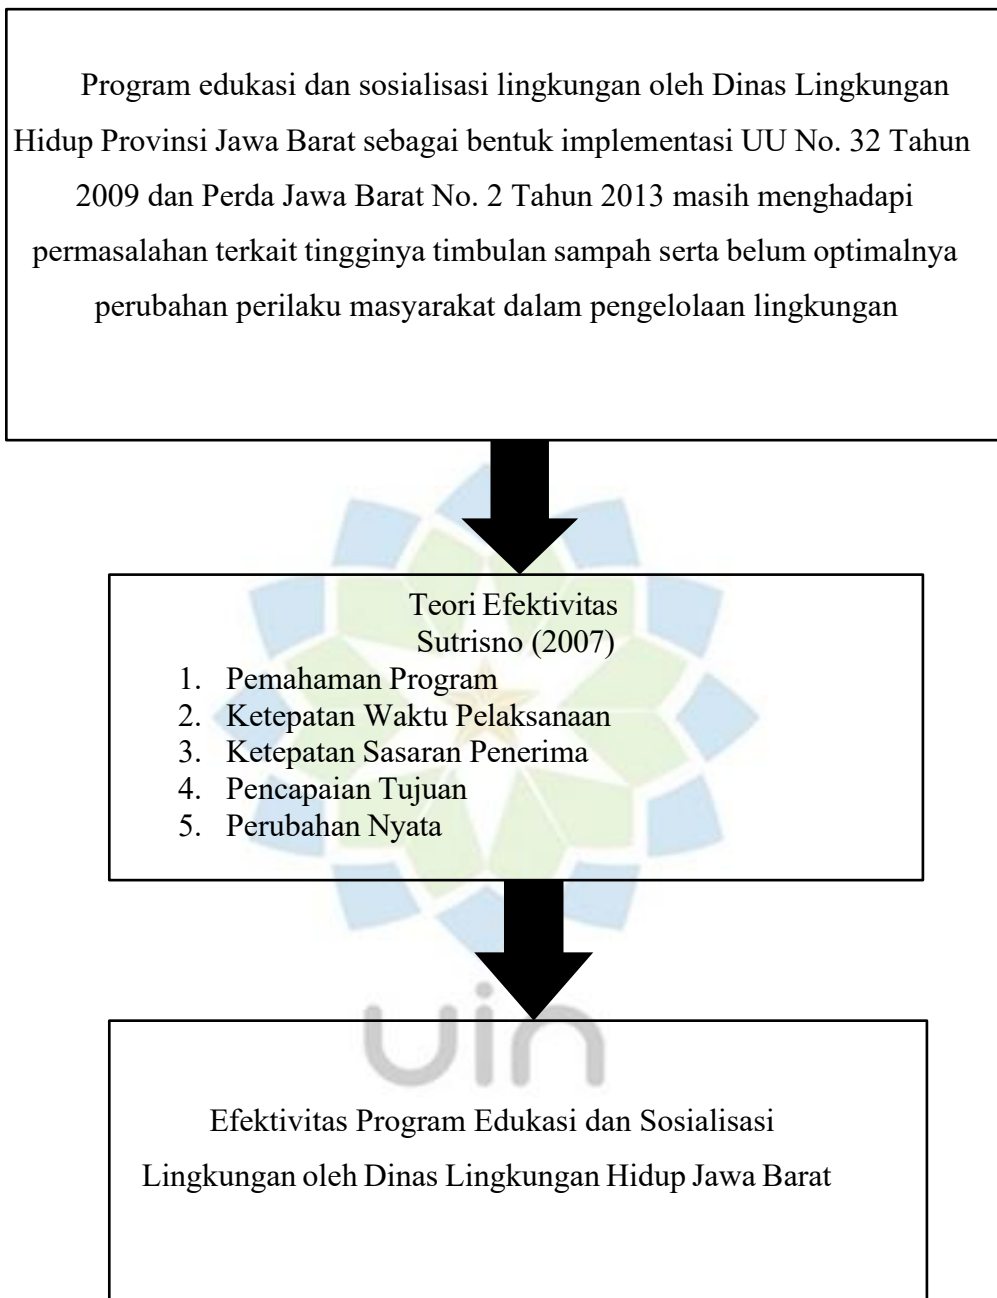 Program edukasi dan sosialisasi lingkungan oleh Dinas Lingkungan
Hidup Provinsi Jawa Barat sebagai bentuk implementasi UU No. 32 Tahun
2009 dan Perda Jawa Barat No. 2 Tahun 2013 masih menghadapi
permasalahan terkait tingginya timbulan sampah serta belum optimalnya
perubahan perilaku masyarakat dalam pengelolaan lingkungan
Teori Efektivitas
Sutrisno (2007)
1. Pemahaman Program
2. Ketepatan Waktu Pelaksanaan
3. Ketepatan Sasaran Penerima
4. Pencapaian Tujuan
5. Perubahan Nyata
uin
Efektivitas Program Edukasi dan Sosialisasi
Lingkungan oleh Dinas Lingkungan Hidup Jawa Barat